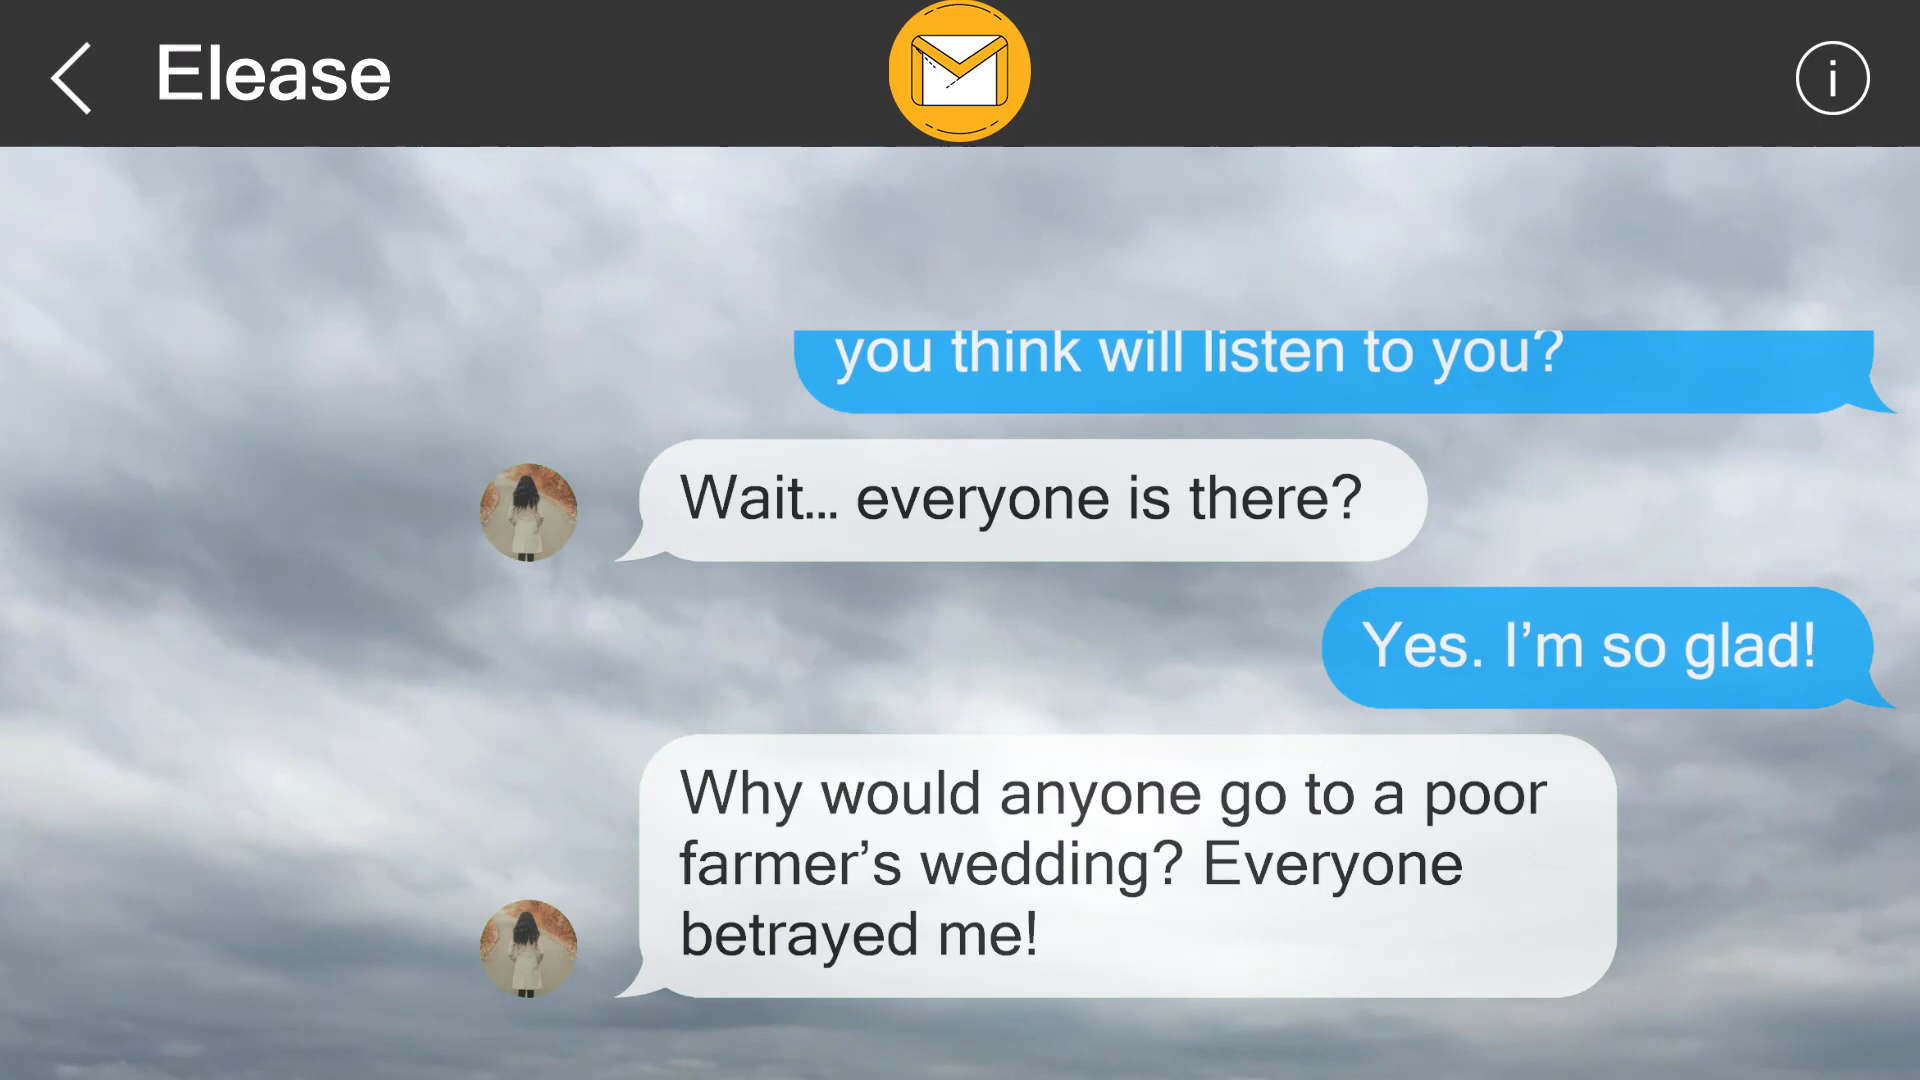 Elease
i
you think will listen to you?
Wait... everyone is there?
Yes. I’m so glad!
Why would anyone go to a poor
farmer’s wedding? Everyone
betrayed me!